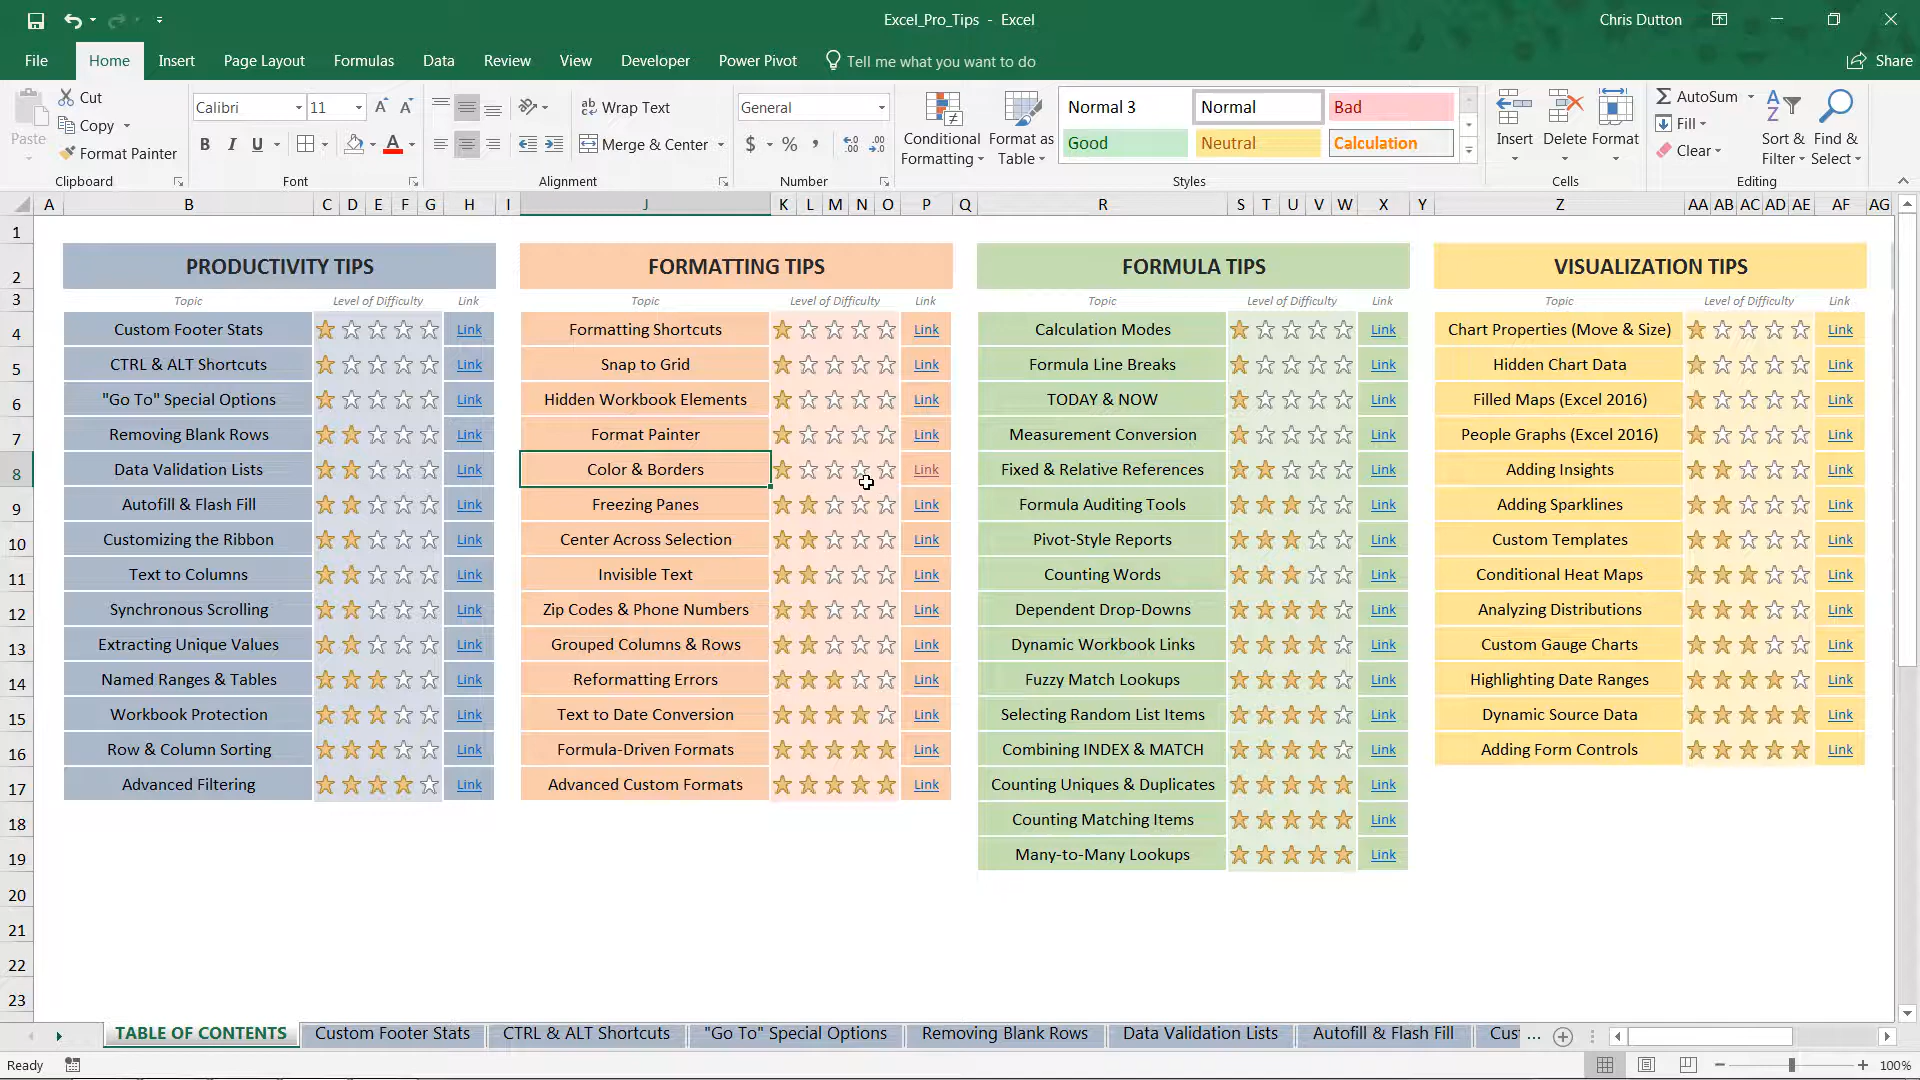 Excel_Pro_Tips - Excel
Chris Dutton
File Home Insert Page Layout Formulas Data Review View Developer Power Pivot Tell me what you want to do Share
Cut
Copy
Format Painter
Paste
Clipboard
Calibri 11
B I U A
Font
Wrap Text
Merge & Center
Alignment
General
$ % ,
Number
Conditional Formatting
Format as Table
Normal 3 Normal Bad
Good Neutral Calculation
Styles
Insert Delete Format
Cells
AutoSum
Fill
Clear
Sort & Filter
Find & Select
Editing
A B C D E F G H I J K L M N O P Q R S T U V W X Y Z AA AB AC AD AE AF AG
1
2 PRODUCTIVITY TIPS FORMATTING TIPS FORMULA TIPS VISUALIZATION TIPS
3 Topic Level of Difficulty Link Topic Level of Difficulty Link Topic Level of Difficulty Link Topic Level of Difficulty Link
4 Custom Footer Stats Link Formatting Shortcuts Link Calculation Modes Link Chart Properties (Move & Size) Link
5 CTRL & ALT Shortcuts Link Snap to Grid Link Formula Line Breaks Link Hidden Chart Data Link
6 "Go To" Special Options Link Hidden Workbook Elements Link TODAY & NOW Link Filled Maps (Excel 2016) Link
7 Removing Blank Rows Link Format Painter Link Measurement Conversion Link People Graphs (Excel 2016) Link
8 Data Validation Lists Link Color & Borders Link Fixed & Relative References Link Adding Insights Link
9 Autofill & Flash Fill Link Freezing Panes Link Formula Auditing Tools Link Adding Sparklines Link
10 Customizing the Ribbon Link Center Across Selection Link Pivot-Style Reports Link Custom Templates Link
11 Text to Columns Link Invisible Text Link Counting Words Link Conditional Heat Maps Link
12 Synchronous Scrolling Link Zip Codes & Phone Numbers Link Dependent Drop-Downs Link Analyzing Distributions Link
13 Extracting Unique Values Link Grouped Columns & Rows Link Dynamic Workbook Links Link Custom Gauge Charts Link
14 Named Ranges & Tables Link Reformatting Errors Link Fuzzy Match Lookups Link Highlighting Date Ranges Link
15 Workbook Protection Link Text to Date Conversion Link Selecting Random List Items Link Dynamic Source Data Link
16 Row & Column Sorting Link Formula-Driven Formats Link Combining INDEX & MATCH Link Adding Form Controls Link
17 Advanced Filtering Link Advanced Custom Formats Link Counting Uniques & Duplicates Link
18 Counting Matching Items Link
19 Many-to-Many Lookups Link
20
21
22
23
TABLE OF CONTENTS Custom Footer Stats CTRL & ALT Shortcuts "Go To" Special Options Removing Blank Rows Data Validation Lists Autofill & Flash Fill Cus ...
Ready 100%